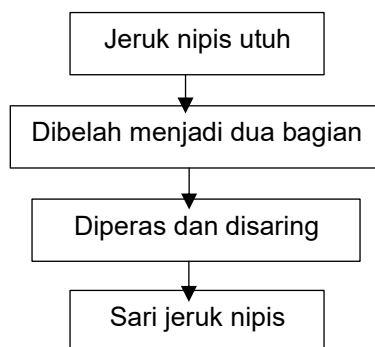 Jeruk nipis utuh
Dibelah menjadi dua bagian
Diperas dan disaring
Sari jeruk nipis